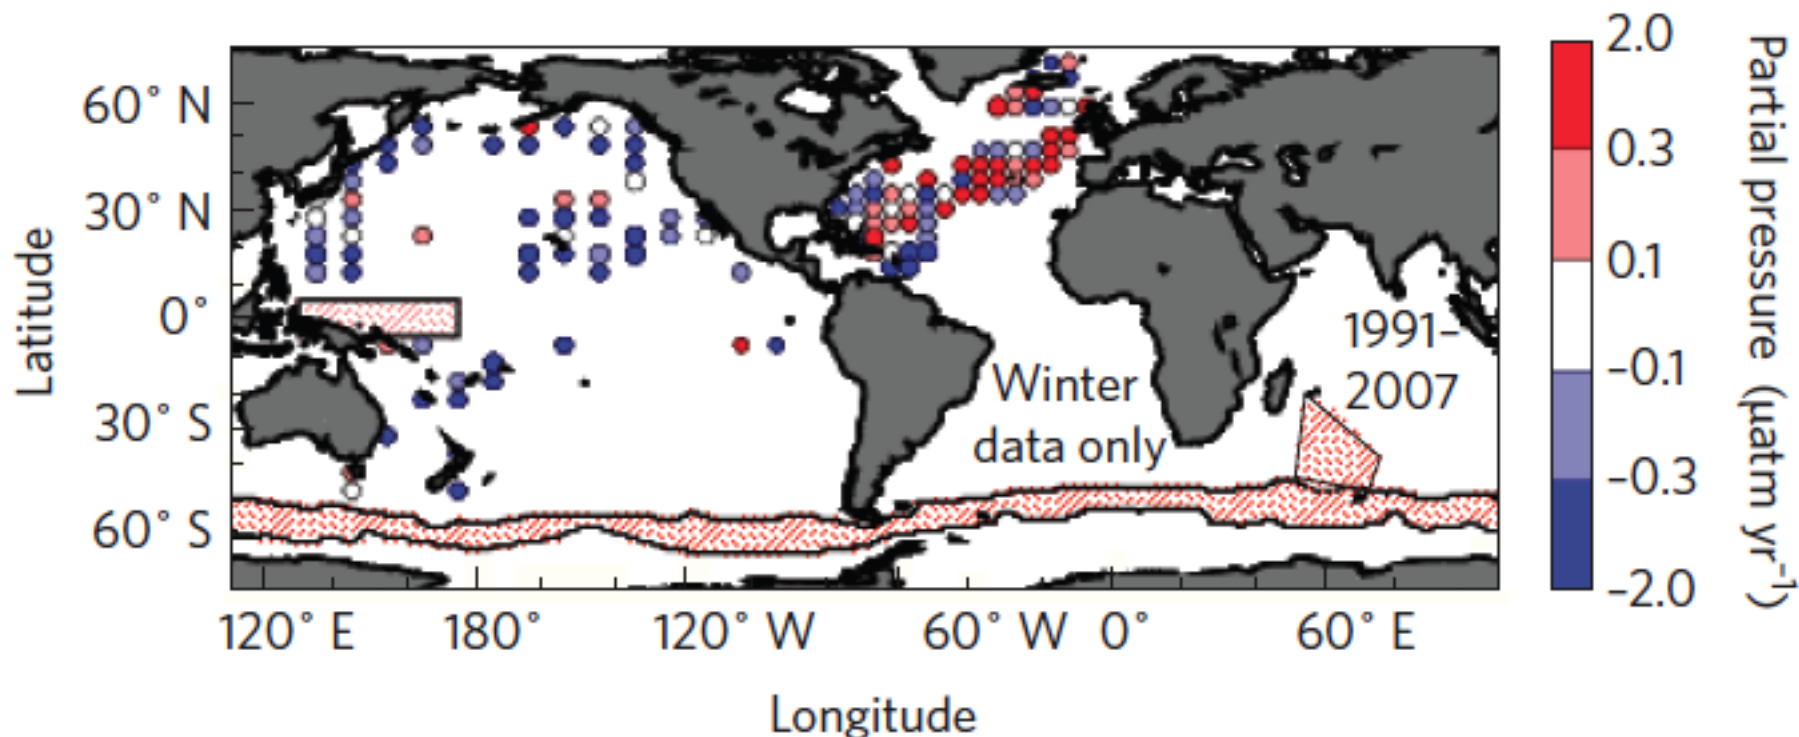 60° N
30° N
0°
30° S
60° S
Latitude
120° E 180° 120° W 60° W 0° 60° E
Longitude
Winter
data only
1991–
2007
2.0
0.3
0.1
–0.1
–0.3
–2.0
Partial pressure (μatm yr⁻¹)